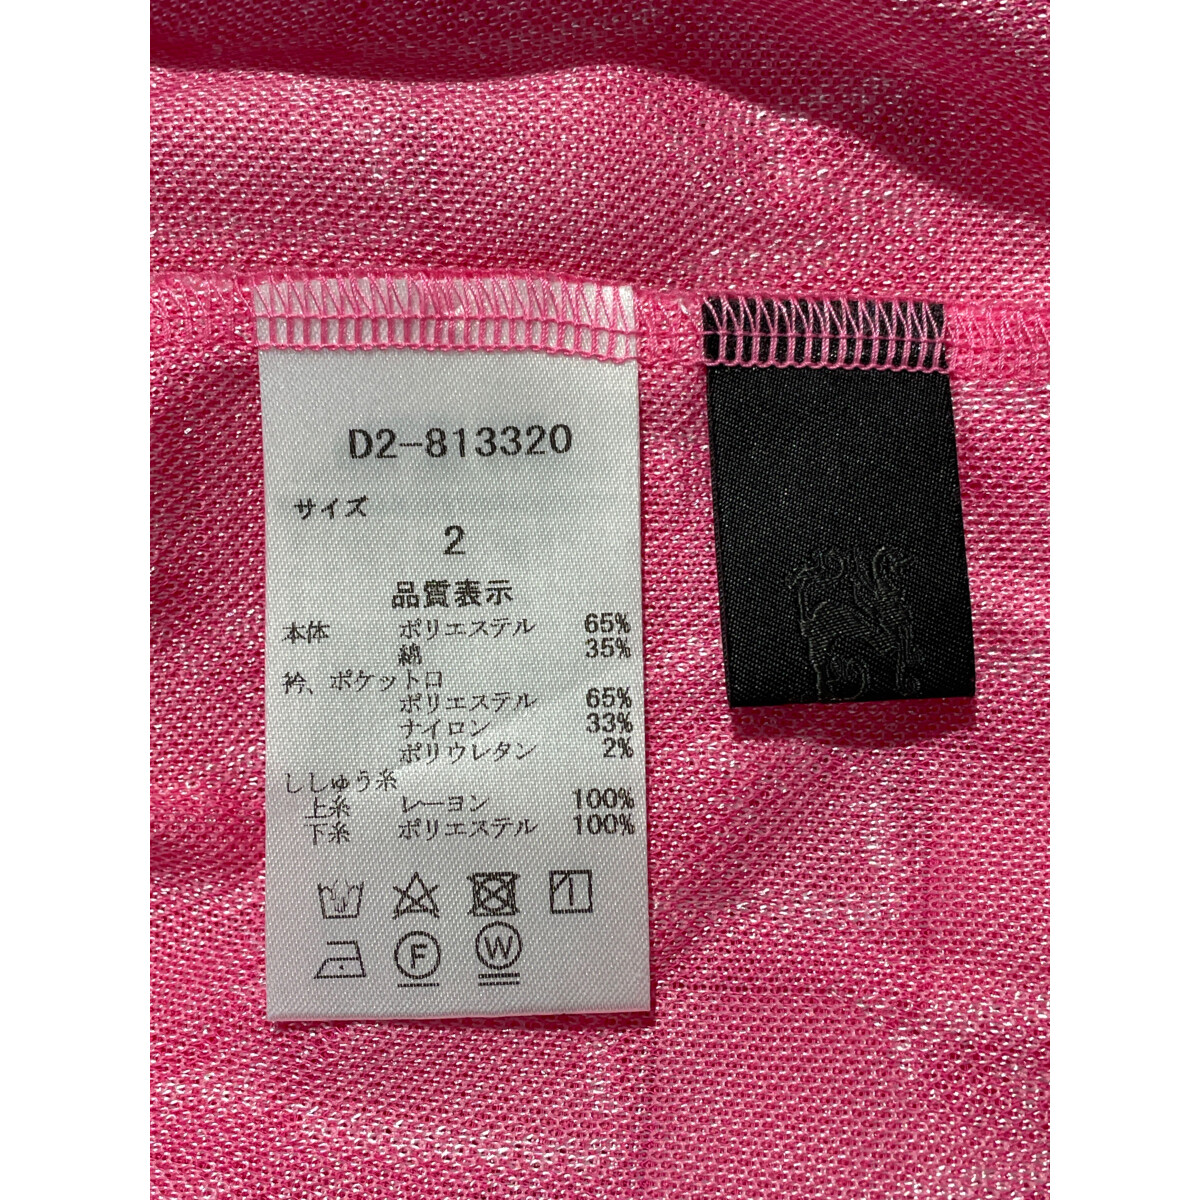 D2-813320
サイズ
2
品質表示
本体 ポリエステル 65%
綿 35%
衿、ポケット口
ポリエステル 65%
ナイロン 33%
ポリウレタン 2%
ししゅう糸
上糸 レーヨン 100%
下糸 ポリエステル 100%
F W